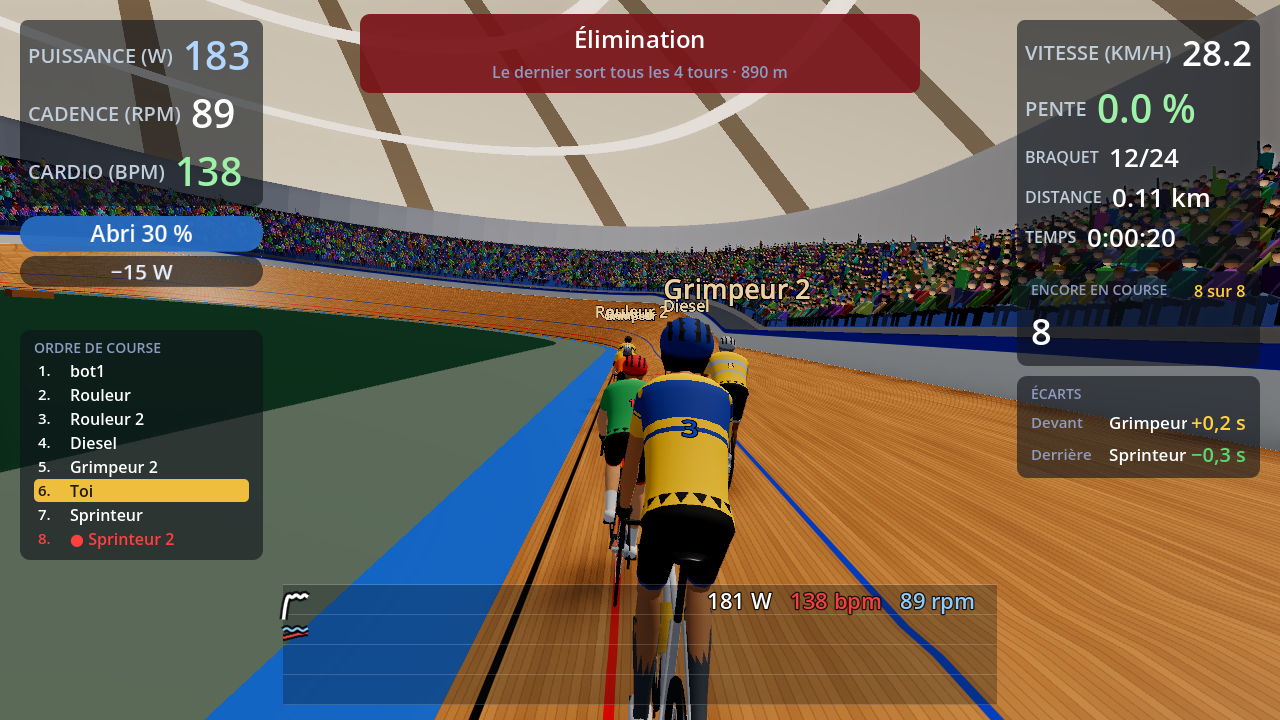 PUISSANCE (W) 183
CADENCE (RPM) 89
CARDIO (BPM) 138
Abri 30 %
−15 W
Élimination
Le dernier sort tous les 4 tours · 890 m
VITESSE (KM/H) 28.2
PENTE 0.0 %
BRAQUET 12/24
DISTANCE 0.11 km
TEMPS 0:00:20
ENCORE EN COURSE 8 sur 8
8
ÉCARTS
Devant Grimpeur +0,2 s
Derrière Sprinteur −0,3 s
ORDRE DE COURSE
1. bot1
2. Rouleur
3. Rouleur 2
4. Diesel
5. Grimpeur 2
6. Toi
7. Sprinteur
8. Sprinteur 2
Grimpeur 2
Diesel
Rouleur 2
3
181 W 138 bpm 89 rpm